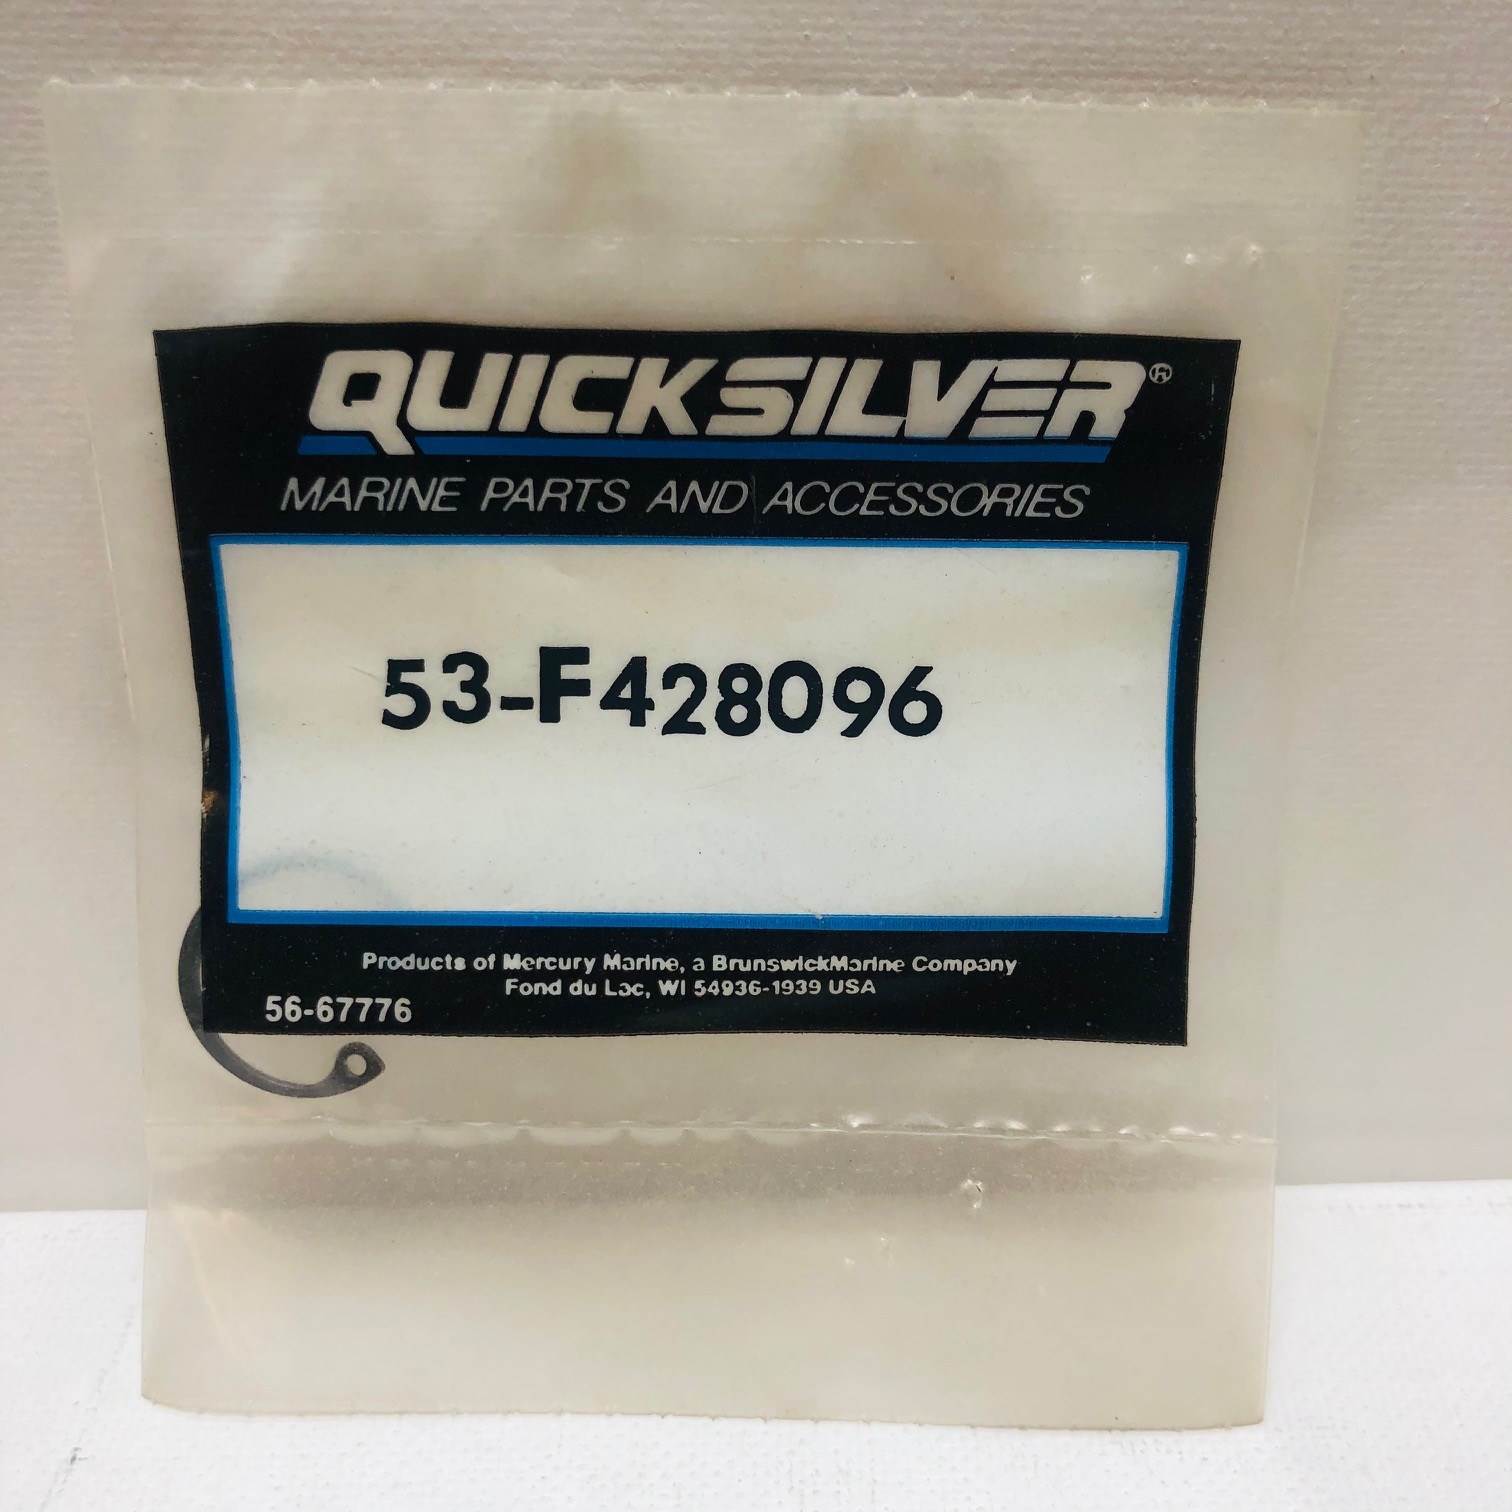 QUICKSILVER®
MARINE PARTS AND ACCESSORIES
53-F428096
Products of Mercury Marine, a BrunswickMarine Company
Fond du Lac, WI 54936-1939 USA
56-67776